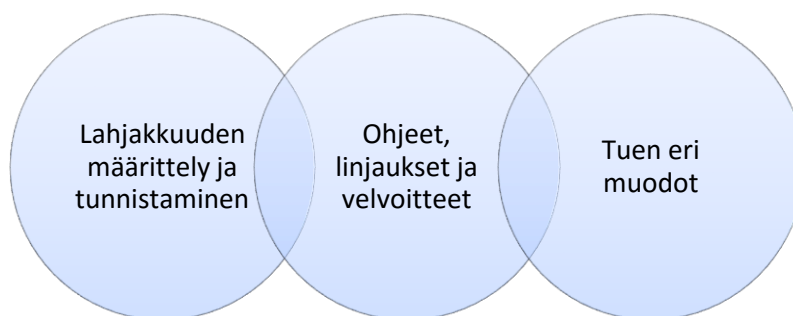 Lahjakkuuden
määrittely ja
tunnistaminen
Ohjeet,
linjaukset ja
velvoitteet
Tuen eri
muodot